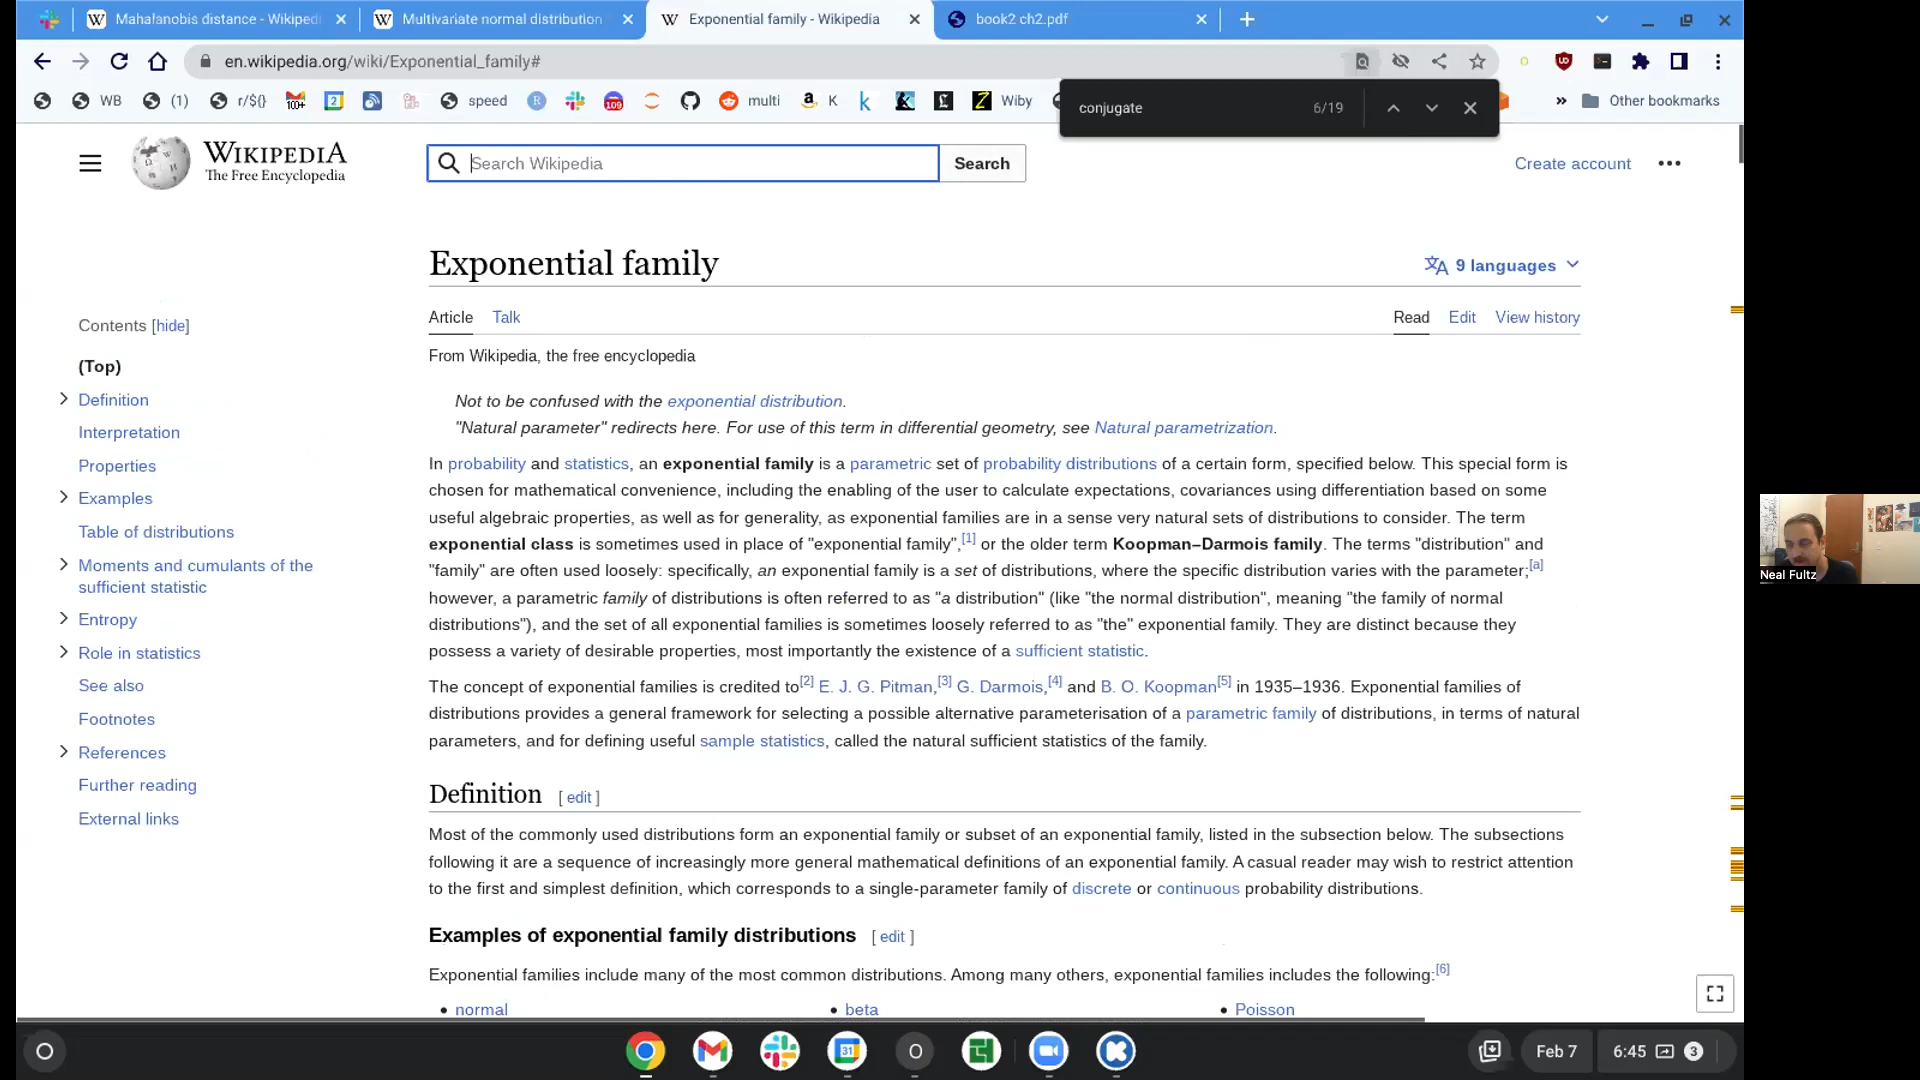 Mahalanobis distance - Wikipedi
Multivariate normal distribution
Exponential family - Wikipedia
book2 ch2.pdf
en.wikipedia.org/wiki/Exponential_family#
WB
(1)
r/${}
100+
2
speed
R
109
multi
K
Wiby
»
Other bookmarks
conjugate
6/19
WIKIPEDIA
The Free Encyclopedia
Search Wikipedia
Search
Create account
Exponential family
9 languages
Article
Talk
Read
Edit
View history
From Wikipedia, the free encyclopedia
Contents [hide]
(Top)
Definition
Interpretation
Properties
Examples
Table of distributions
Moments and cumulants of the
sufficient statistic
Entropy
Role in statistics
See also
Footnotes
References
Further reading
External links
Not to be confused with the exponential distribution.
"Natural parameter" redirects here. For use of this term in differential geometry, see Natural parametrization.
In probability and statistics, an exponential family is a parametric set of probability distributions of a certain form, specified below. This special form is
chosen for mathematical convenience, including the enabling of the user to calculate expectations, covariances using differentiation based on some
useful algebraic properties, as well as for generality, as exponential families are in a sense very natural sets of distributions to consider. The term
exponential class is sometimes used in place of "exponential family",[1] or the older term Koopman–Darmois family. The terms "distribution" and
"family" are often used loosely: specifically, an exponential family is a set of distributions, where the specific distribution varies with the parameter;[a]
however, a parametric family of distributions is often referred to as "a distribution" (like "the normal distribution", meaning "the family of normal
distributions"), and the set of all exponential families is sometimes loosely referred to as "the" exponential family. They are distinct because they
possess a variety of desirable properties, most importantly the existence of a sufficient statistic.
The concept of exponential families is credited to[2] E. J. G. Pitman,[3] G. Darmois,[4] and B. O. Koopman[5] in 1935–1936. Exponential families of
distributions provides a general framework for selecting a possible alternative parameterisation of a parametric family of distributions, in terms of natural
parameters, and for defining useful sample statistics, called the natural sufficient statistics of the family.
Definition [ edit ]
Most of the commonly used distributions form an exponential family or subset of an exponential family, listed in the subsection below. The subsections
following it are a sequence of increasingly more general mathematical definitions of an exponential family. A casual reader may wish to restrict attention
to the first and simplest definition, which corresponds to a single-parameter family of discrete or continuous probability distributions.
Examples of exponential family distributions [ edit ]
Exponential families include many of the most common distributions. Among many others, exponential families includes the following:[6]
• normal
• beta
• Poisson
Neal Fultz
31
Feb 7
6:45
3